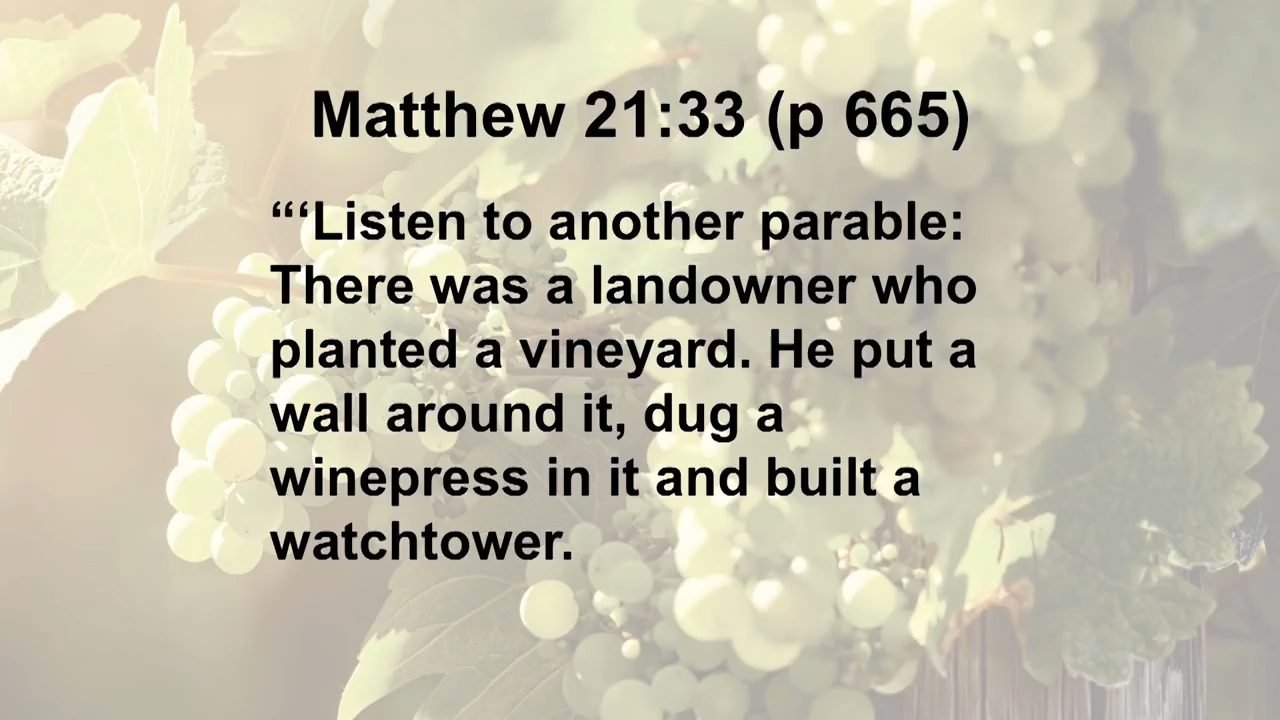 Matthew 21:33 (p 665)
“‘Listen to another parable:
There was a landowner who
planted a vineyard. He put a
wall around it, dug a
winepress in it and built a
watchtower.